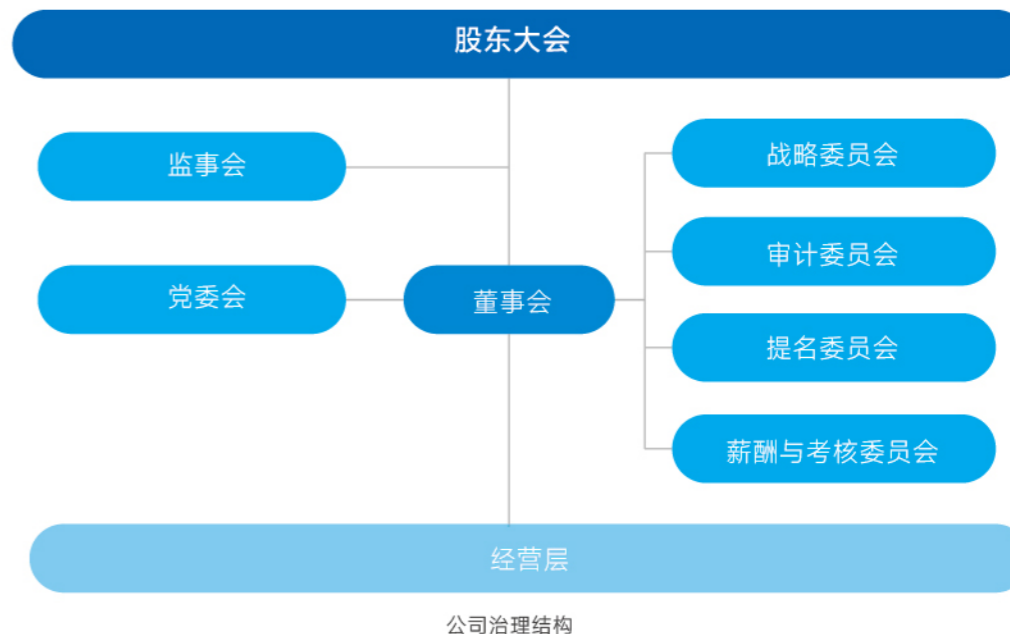 股东大会
监事会
党委会
董事会
战略委员会
审计委员会
提名委员会
薪酬与考核委员会
经营层
公司治理结构